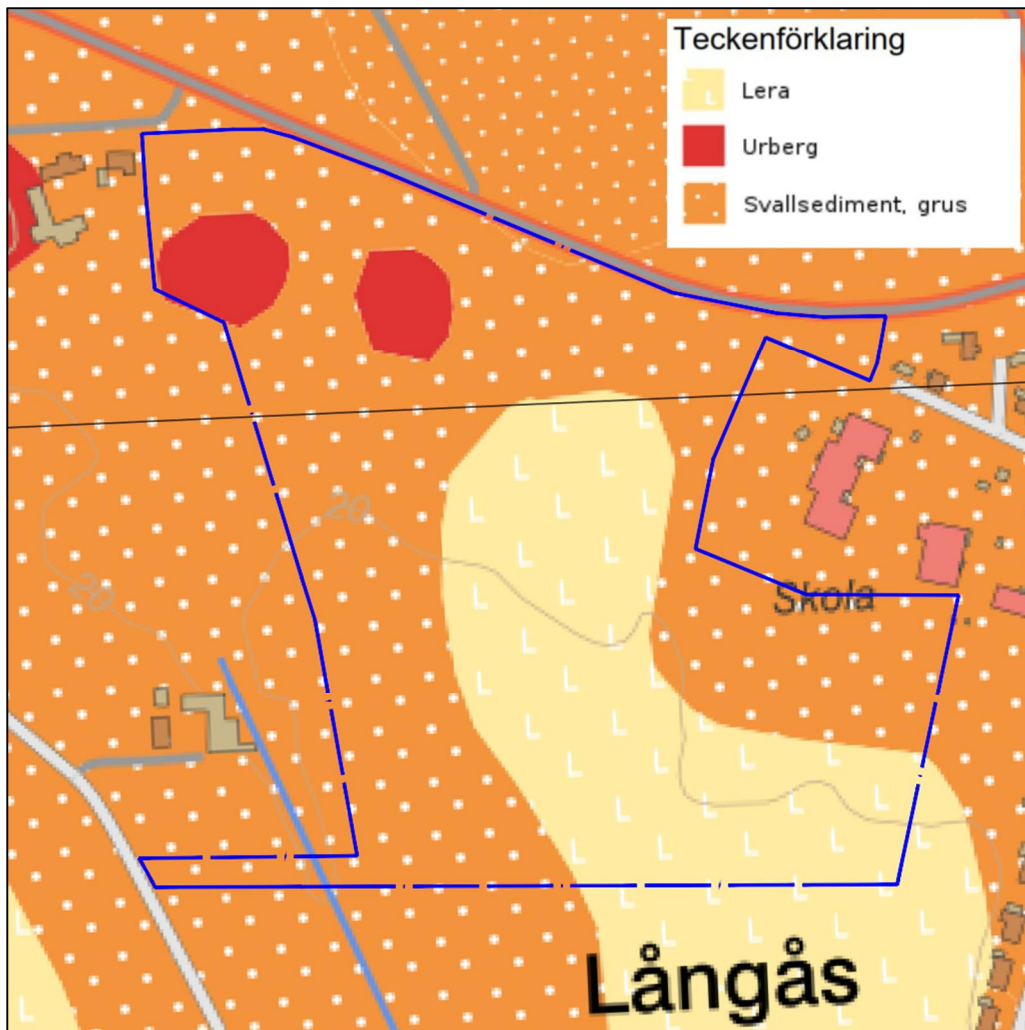 Teckenförklaring
Lera
Urberg
Svallsediment, grus
20
20
Skola
Långås